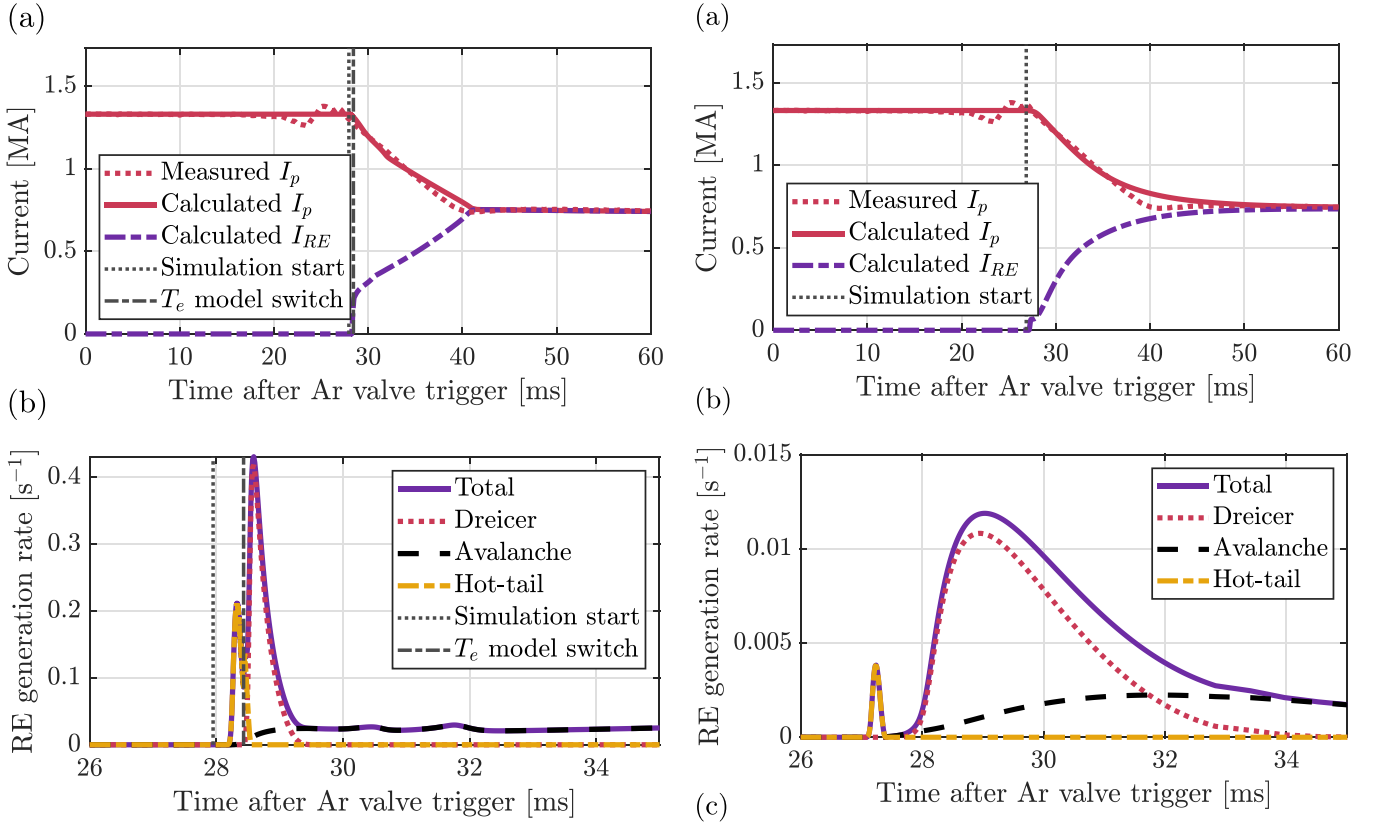 (a)
Current [MA]
1.5
1
0.5
0
Measured I_p
Calculated I_p
Calculated I_RE
Simulation start
T_e model switch
0 10 20 30 40 50 60
Time after Ar valve trigger [ms]
(b)
RE generation rate [s⁻¹]
0.4
0.3
0.2
0.1
0
Total
Dreicer
Avalanche
Hot-tail
Simulation start
T_e model switch
26 28 30 32 34
Time after Ar valve trigger [ms]
(a)
Current [MA]
1.5
1
0.5
0
Measured I_p
Calculated I_p
Calculated I_RE
Simulation start
0 10 20 30 40 50 60
Time after Ar valve trigger [ms]
(b)
RE generation rate [s⁻¹]
0.015
0.01
0.005
0
Total
Dreicer
Avalanche
Hot-tail
26 28 30 32 34
Time after Ar valve trigger [ms]
(c)